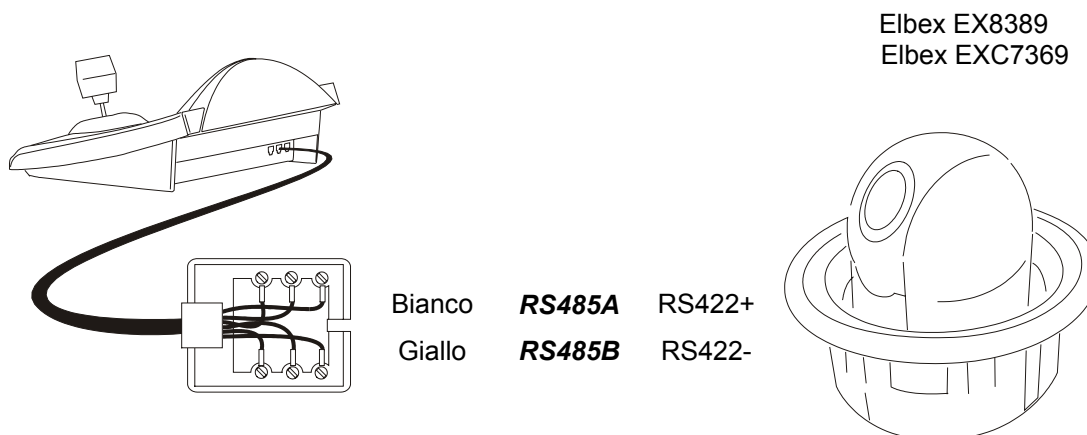 Elbex EX8389
Elbex EXC7369
Bianco RS485A RS422+
Giallo RS485B RS422-